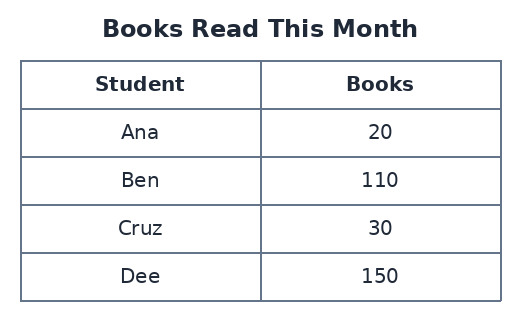 Books Read This Month
Student Books
Ana 20
Ben 110
Cruz 30
Dee 150